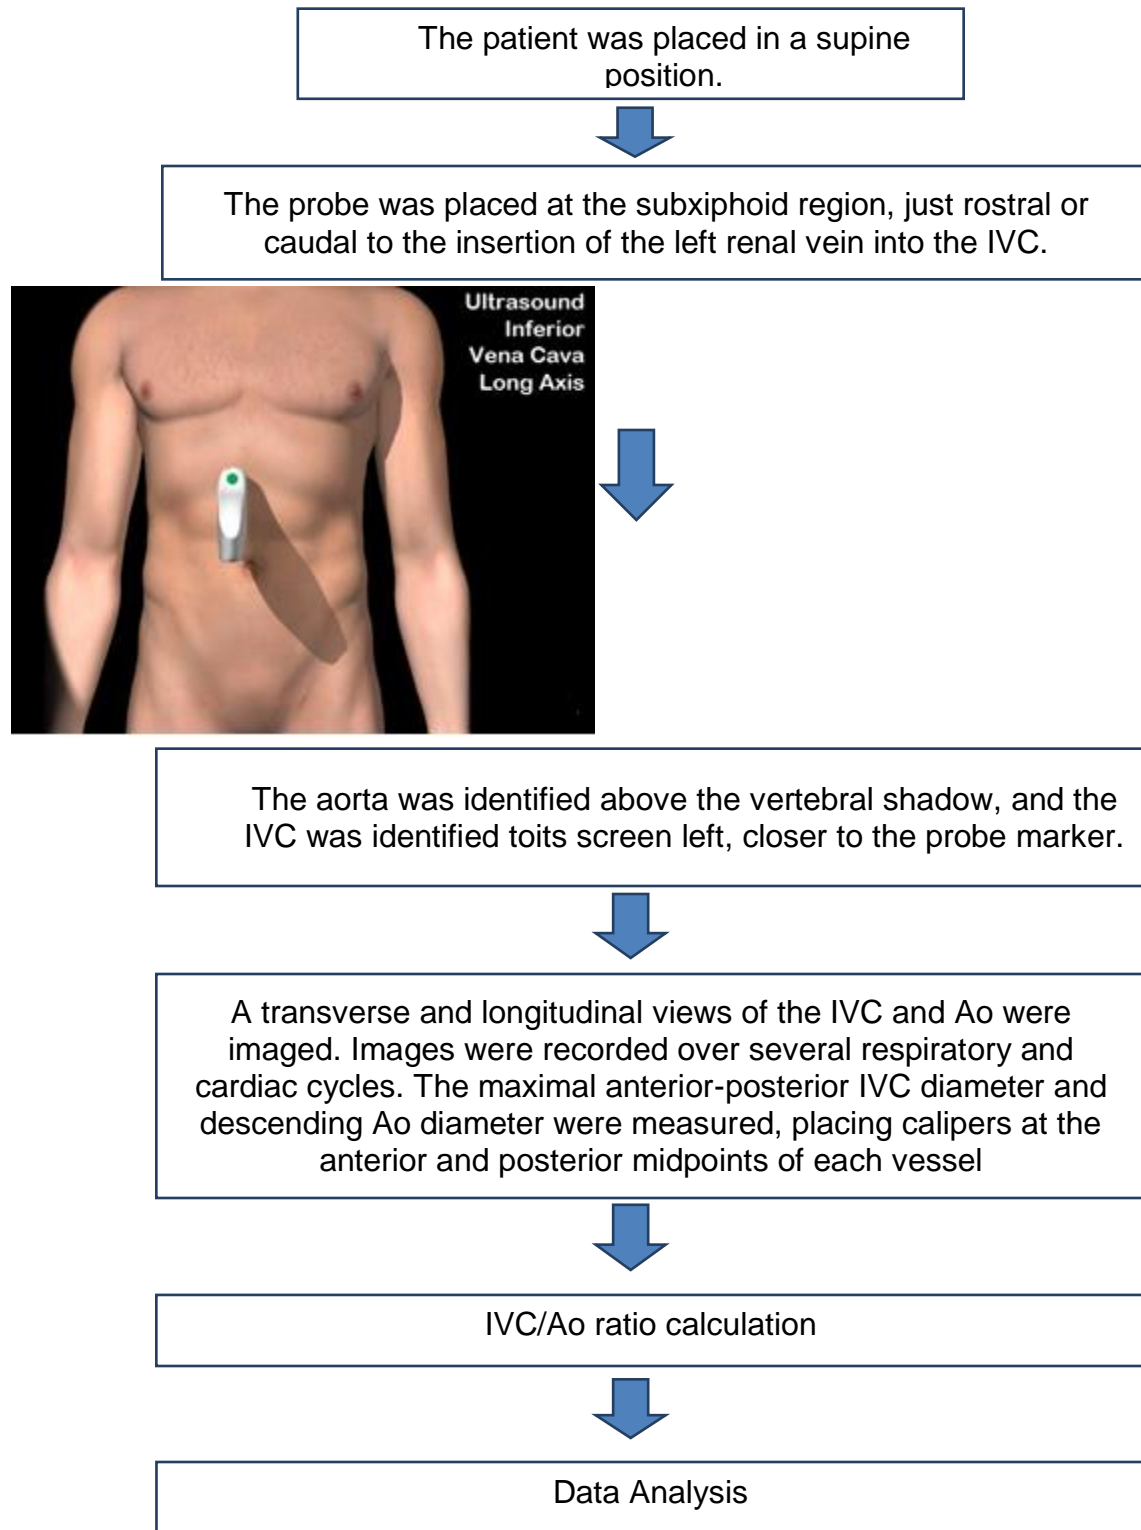 The patient was placed in a supine
position.
The probe was placed at the subxiphoid region, just rostral or
caudal to the insertion of the left renal vein into the IVC.
Ultrasound
Inferior
Vena Cava
Long Axis
The aorta was identified above the vertebral shadow, and the
IVC was identified toits screen left, closer to the probe marker.
A transverse and longitudinal views of the IVC and Ao were
imaged. Images were recorded over several respiratory and
cardiac cycles. The maximal anterior-posterior IVC diameter and
descending Ao diameter were measured, placing calipers at the
anterior and posterior midpoints of each vessel
IVC/Ao ratio calculation
Data Analysis